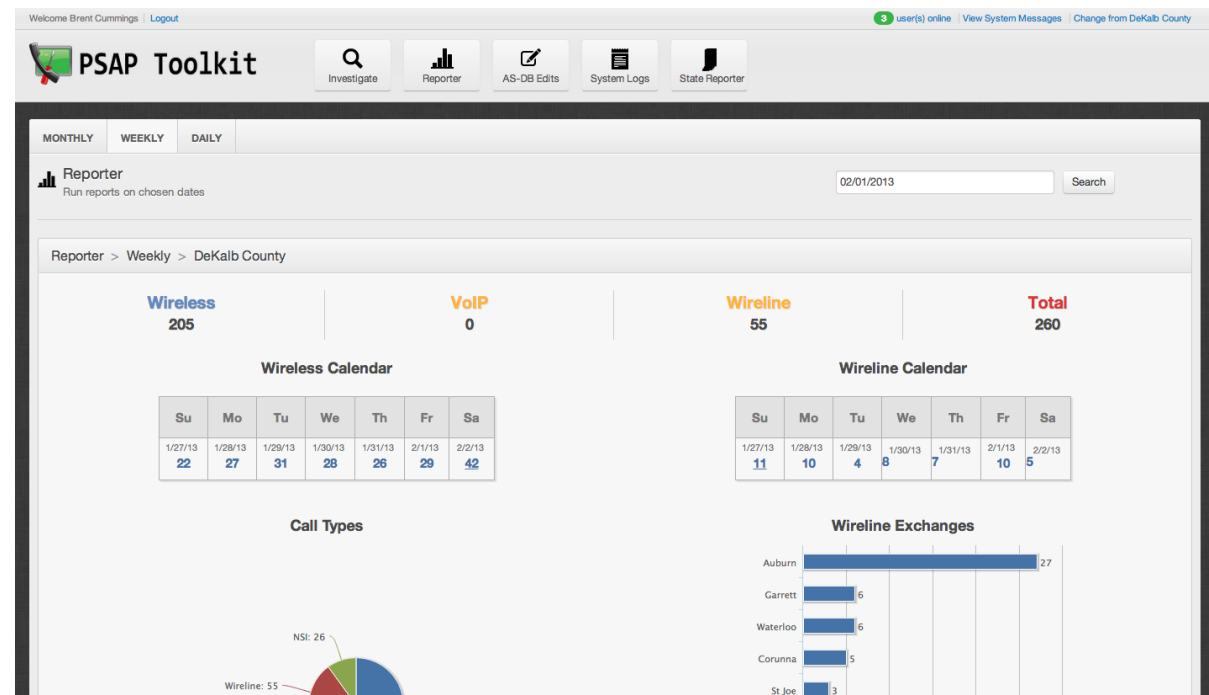 Welcome Brent Cummings | Logout
3 user(s) online | View System Messages | Change from DeKalb County
PSAP Toolkit
Investigate
Reporter
AS-DB Edits
System Logs
State Reporter
MONTHLY WEEKLY DAILY
Reporter
Run reports on chosen dates
02/01/2013
Search
Reporter > Weekly > DeKalb County
Wireless VoIP Wireline Total
205 0 55 260
Wireless Calendar
Su Mo Tu We Th Fr Sa
1/27/13 1/28/13 1/29/13 1/30/13 1/31/13 2/1/13 2/2/13
22 27 31 28 26 29 42
Wireline Calendar
Su Mo Tu We Th Fr Sa
1/27/13 1/28/13 1/29/13 1/30/13 1/31/13 2/1/13 2/2/13
11 10 4 8 7 10 5
Call Types
NSI: 26
Wireline: 55
Wireline Exchanges
Auburn 27
Garrett 6
Waterloo 6
Corunna 5
St Joe 3